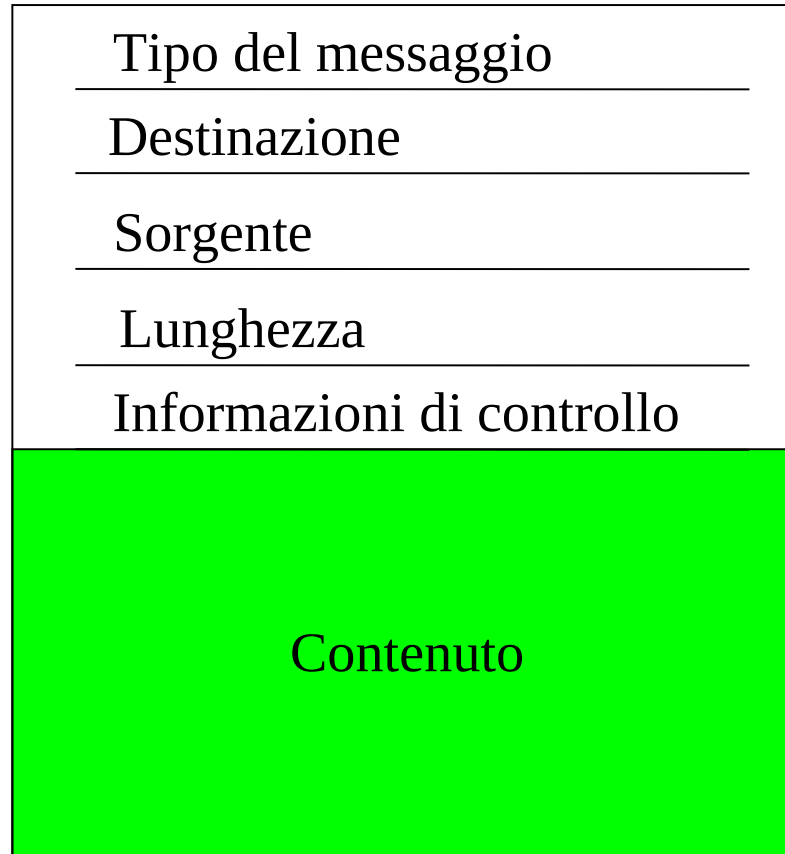 Tipo del messaggio
Destinazione
Sorgente
Lunghezza
Informazioni di controllo
Contenuto